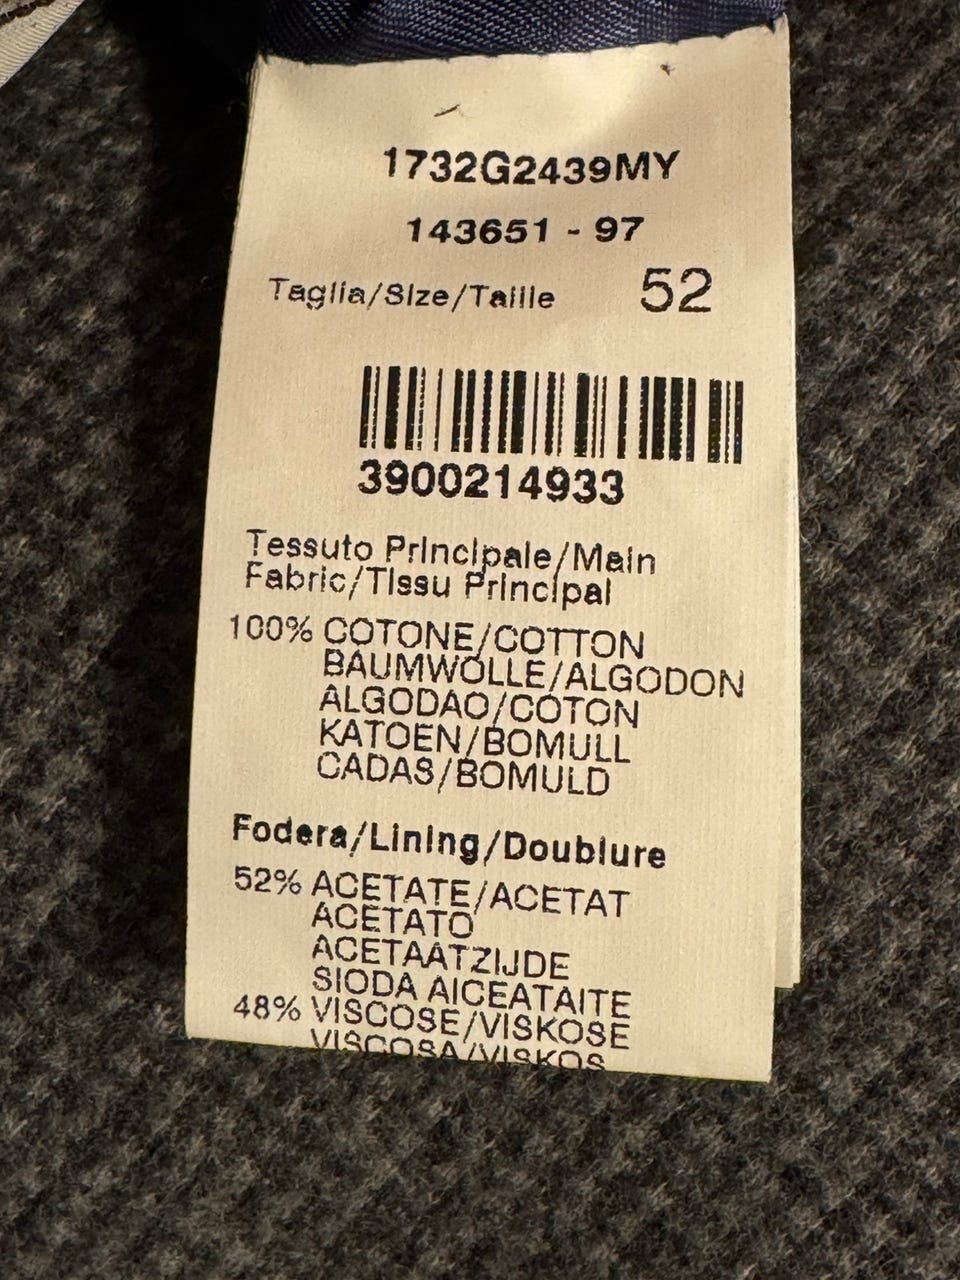 1732G2439MY
143651 - 97
Taglia/Size/Taille 52
3900214933
Tessuto Principale/Main
Fabric/Tissu Principal
100% COTONE/COTTON
BAUMWOLLE/ALGODON
ALGODAO/COTON
KATOEN/BOMULL
CADAS/BOMULD
Fodera/Lining/Doublure
52% ACETATE/ACETAT
ACETATO
ACETAATZIJDE
SIODA AICEATAITE
48% VISCOSE/VISKOSE
VISCOSA/VISKOS